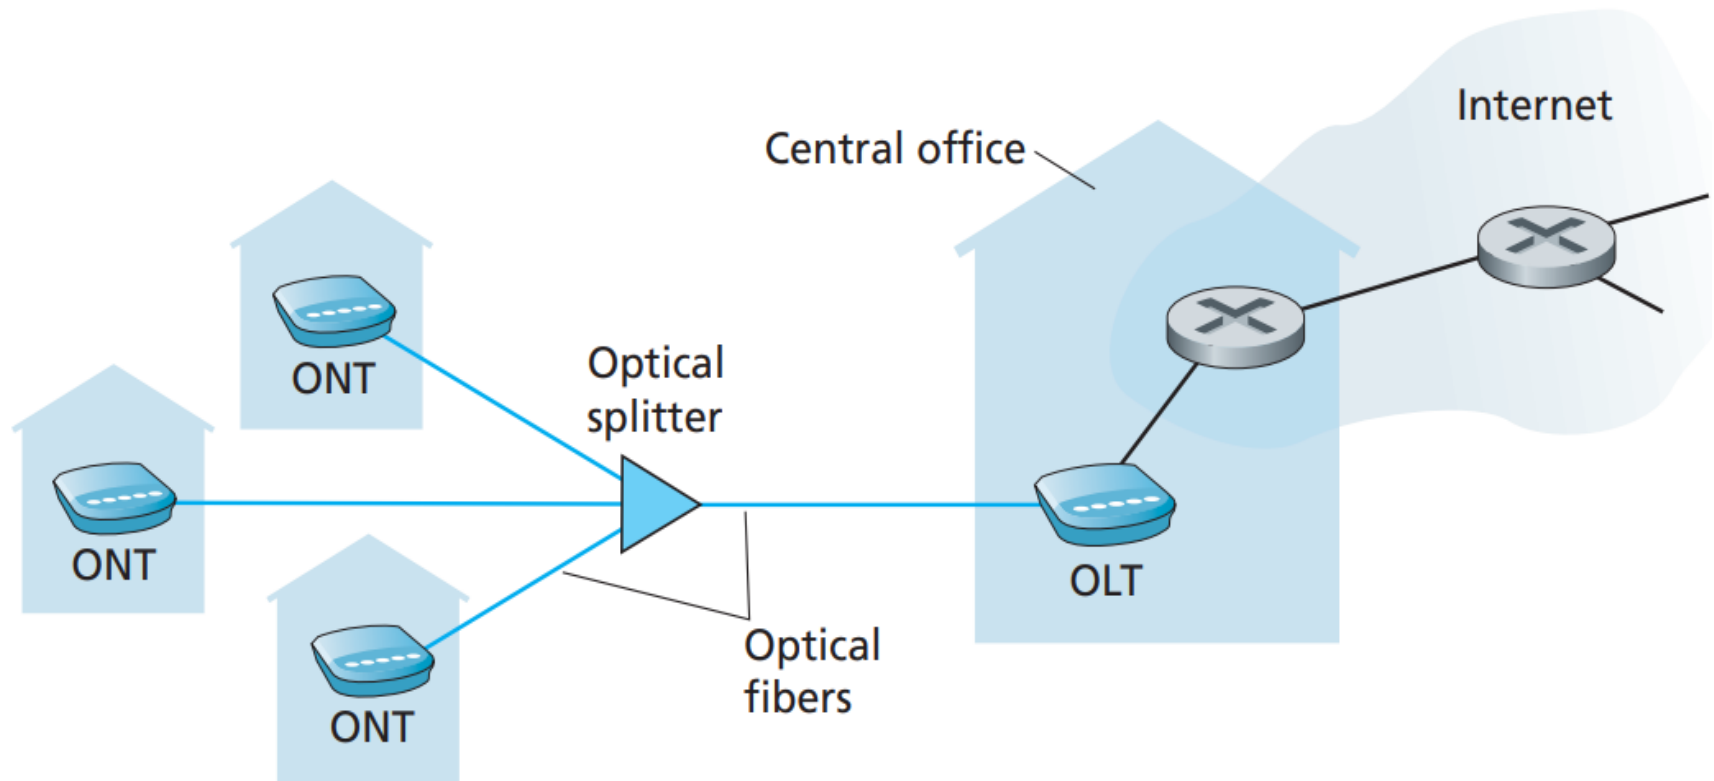 Internet
Central office
ONT
Optical
splitter
ONT
OLT
Optical
fibers
ONT